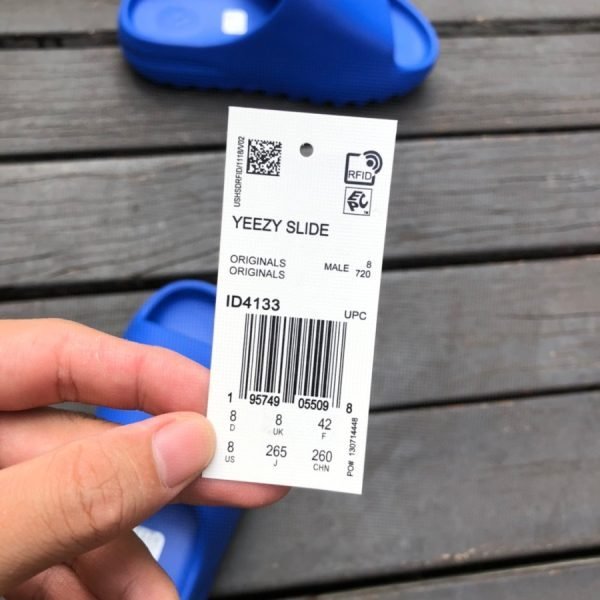 USHSDRFID/1118/V02
RFID
EPC
YEEZY SLIDE
ORIGINALS
ORIGINALS
MALE 8
720
ID4133
UPC
1 95749 05509 8
8 8 42
D UK F
8 265 260
US J CHN
PO# 130714448